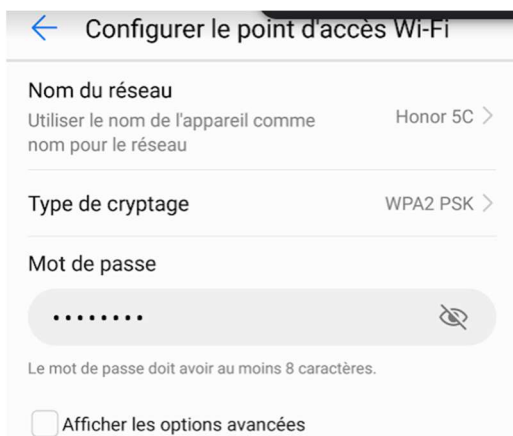 Configurer le point d'accès Wi-Fi
Nom du réseau
Utiliser le nom de l'appareil comme
nom pour le réseau
Honor 5C
Type de cryptage
WPA2 PSK
Mot de passe
••••••••
Le mot de passe doit avoir au moins 8 caractères.
Afficher les options avancées